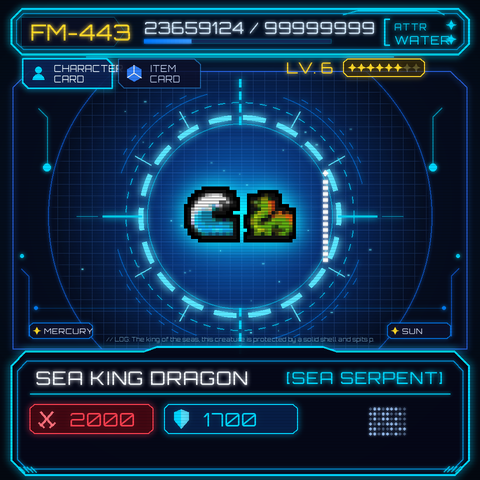 FM-443
23659124 / 99999999
ATTR
WATER
CHARACTER
CARD
ITEM
CARD
LV. 6
MERCURY
SUN
// LOG: The king of the seas, this creature is protected by a solid shell and spits p
SEA KING DRAGON
[SEA SERPENT]
2000
1700